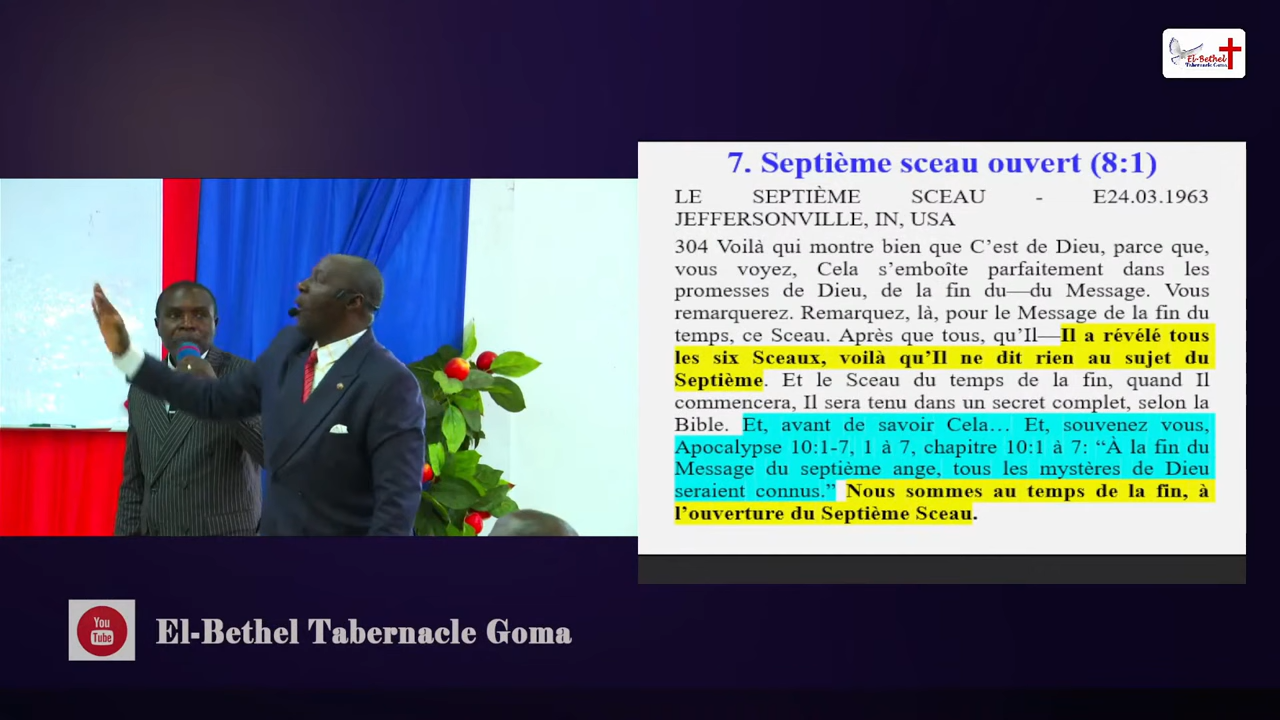 El-Bethel
Tabernacle Goma
7. Septième sceau ouvert (8:1)
LE SEPTIÈME SCEAU - E24.03.1963
JEFFERSONVILLE, IN, USA
304 Voilà qui montre bien que C’est de Dieu, parce que,
vous voyez, Cela s’emboîte parfaitement dans les
promesses de Dieu, de la fin du—du Message. Vous
remarquerez. Remarquez, là, pour le Message de la fin du
temps, ce Sceau. Après que tous, qu’Il—Il a révélé tous
les six Sceaux, voilà qu’Il ne dit rien au sujet du
Septième. Et le Sceau du temps de la fin, quand Il
commencera, Il sera tenu dans un secret complet, selon la
Bible. Et, avant de savoir Cela… Et, souvenez vous,
Apocalypse 10:1-7, 1 à 7, chapitre 10:1 à 7: “À la fin du
Message du septième ange, tous les mystères de Dieu
seraient connus.” Nous sommes au temps de la fin, à
l’ouverture du Septième Sceau.
You
Tube
El-Bethel Tabernacle Goma